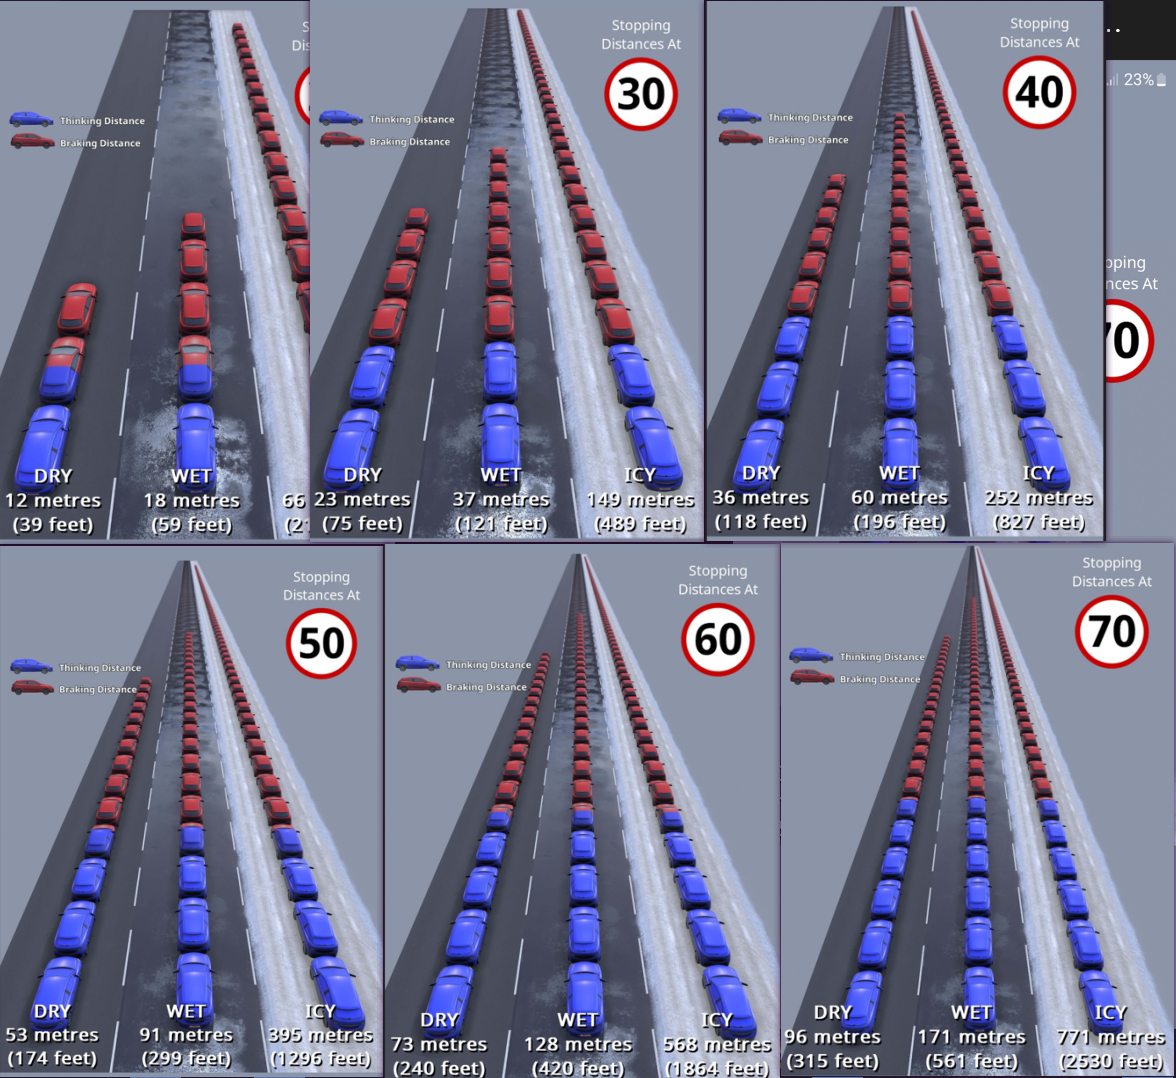 Stopping
Distances At
30
Thinking Distance
Braking Distance
DRY
12 metres
(39 feet)
WET
18 metres
(59 feet)
66
Thinking Distance
Braking Distance
DRY
23 metres
(75 feet)
WET
37 metres
(121 feet)
ICY
149 metres
(489 feet)
Stopping
Distances At
40
Thinking Distance
Braking Distance
DRY
36 metres
(118 feet)
WET
60 metres
(196 feet)
ICY
252 metres
(827 feet)
23%
70
Stopping
Distances At
50
Thinking Distance
Braking Distance
DRY
53 metres
(174 feet)
WET
91 metres
(299 feet)
ICY
395 metres
(1296 feet)
Stopping
Distances At
60
Thinking Distance
Braking Distance
DRY
73 metres
(240 feet)
WET
128 metres
(420 feet)
ICY
568 metres
(1864 feet)
Stopping
Distances At
70
Thinking Distance
Braking Distance
DRY
96 metres
(315 feet)
WET
171 metres
(561 feet)
ICY
771 metres
(2530 feet)